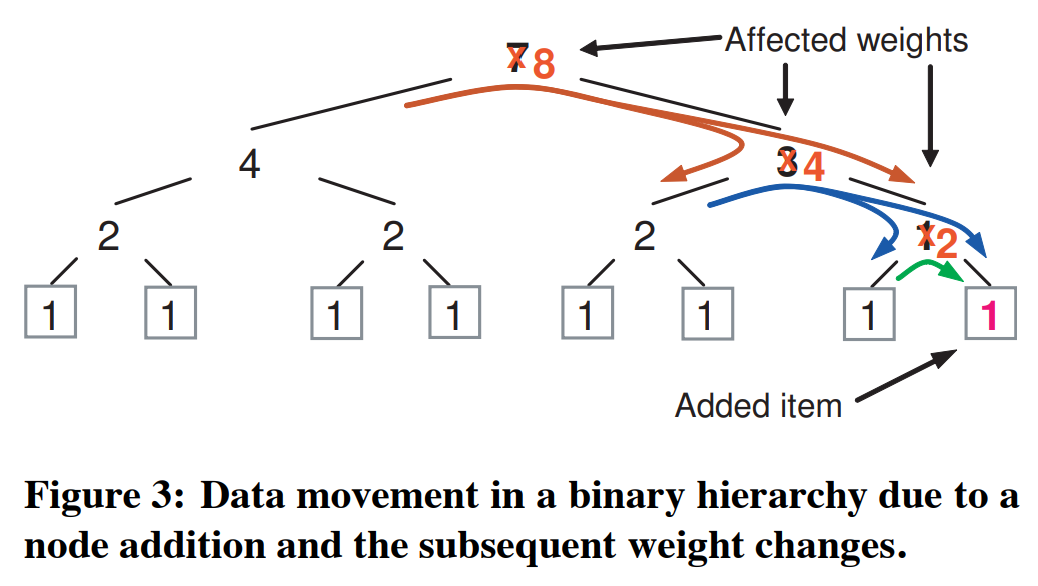 Affected weights
7 8
4 3 4
2 2 2 1 2
1 1 1 1 1 1 1 1
Added item
Figure 3: Data movement in a binary hierarchy due to a
node addition and the subsequent weight changes.